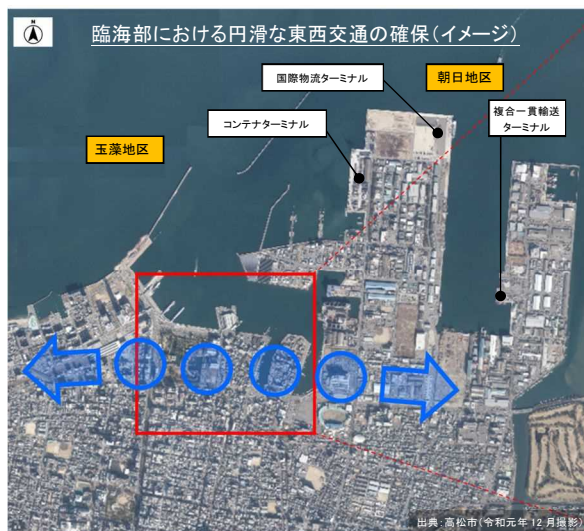 N
臨海部における円滑な東西交通の確保（イメージ）
国際物流ターミナル
朝日地区
コンテナターミナル
複合一貫輸送
ターミナル
玉藻地区
出典：高松市（令和元年 12 月撮影）